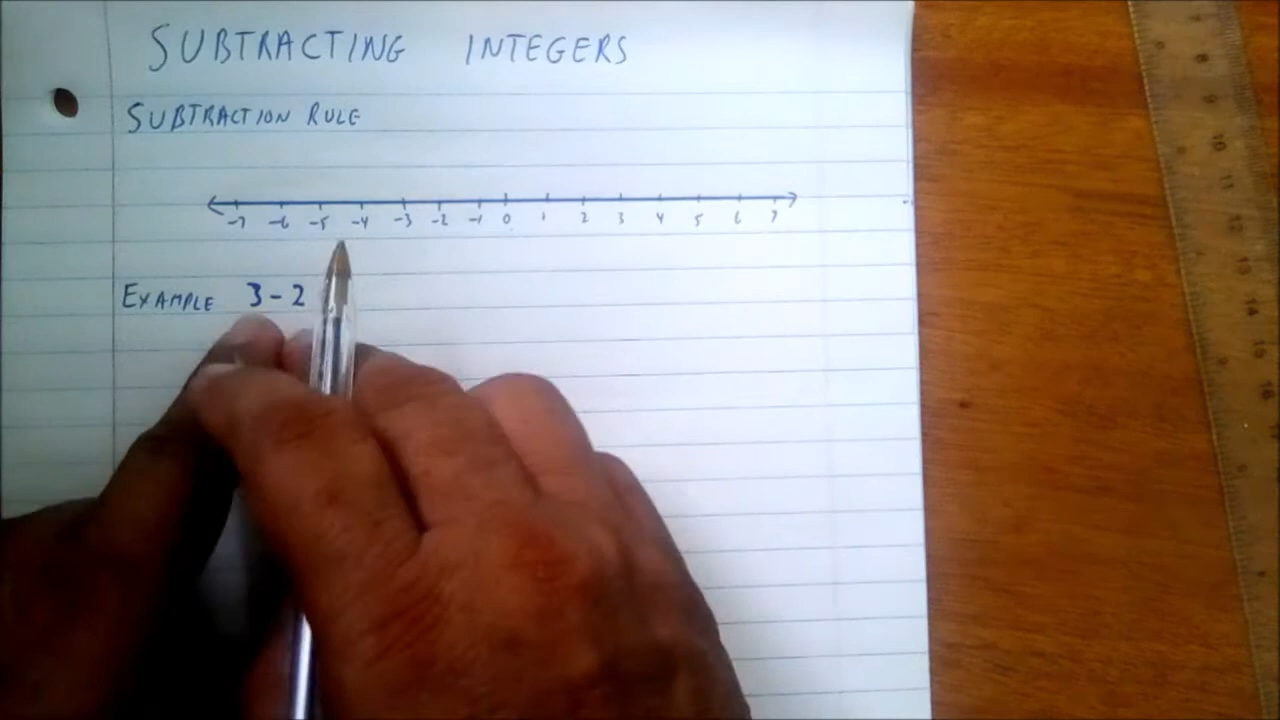 SUBTRACTING INTEGERS
SUBTRACTION RULE
-7 -6 -5 -4 -3 -2 -1 0 1 2 3 4 5 6 7
EXAMPLE 3-2